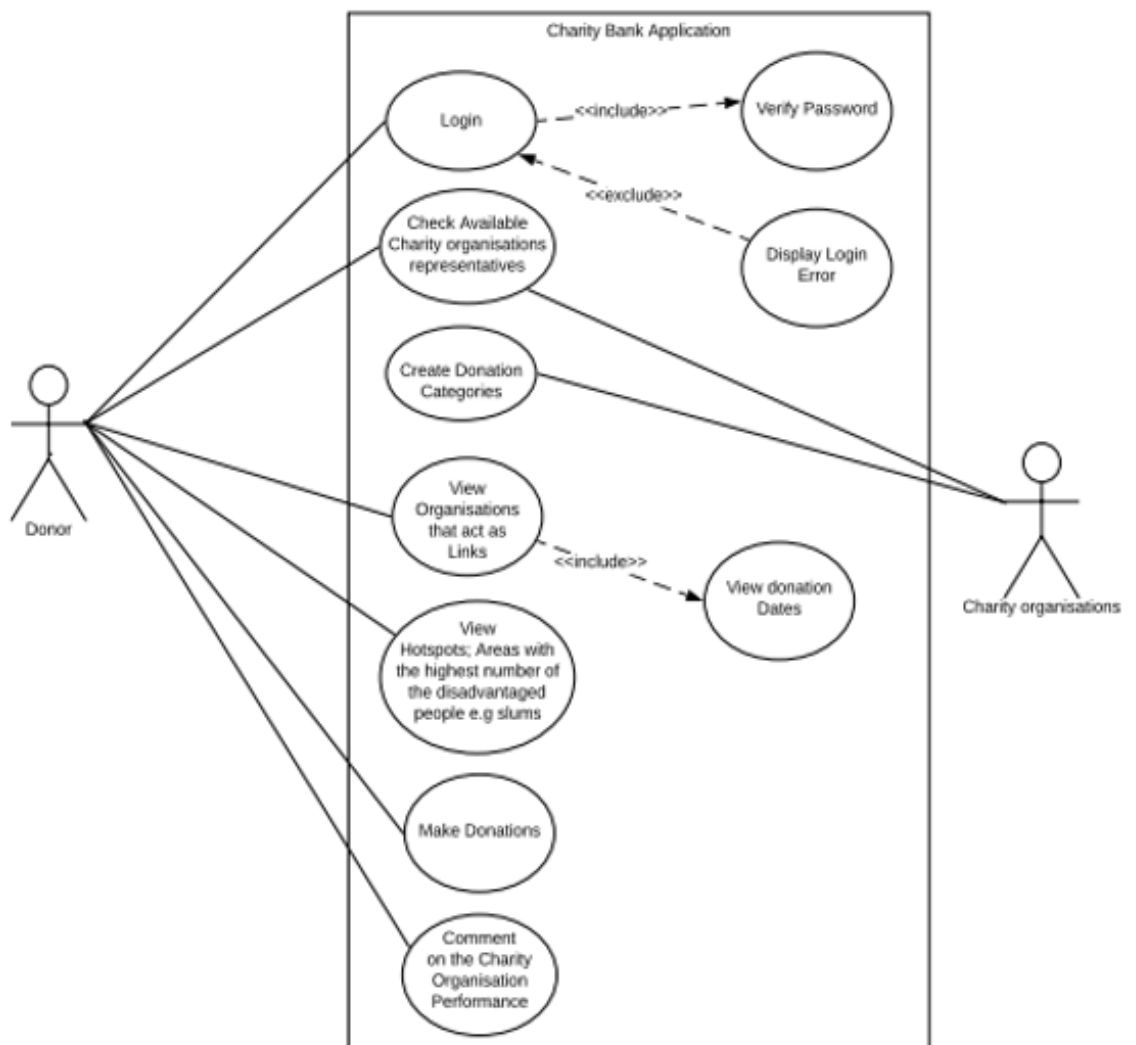 Charity Bank Application
Login
<<include>>
Verify Password
<<exclude>>
Check Available
Charity organisations
representatives
Display Login
Error
Create Donation
Categories
Donor
View
Organisations
that act as
Links
<<include>>
View donation
Dates
Charity organisations
View
Hotspots; Areas with
the highest number of
the disadvantaged
people e.g slums
Make Donations
Comment
on the Charity
Organisation
Performance